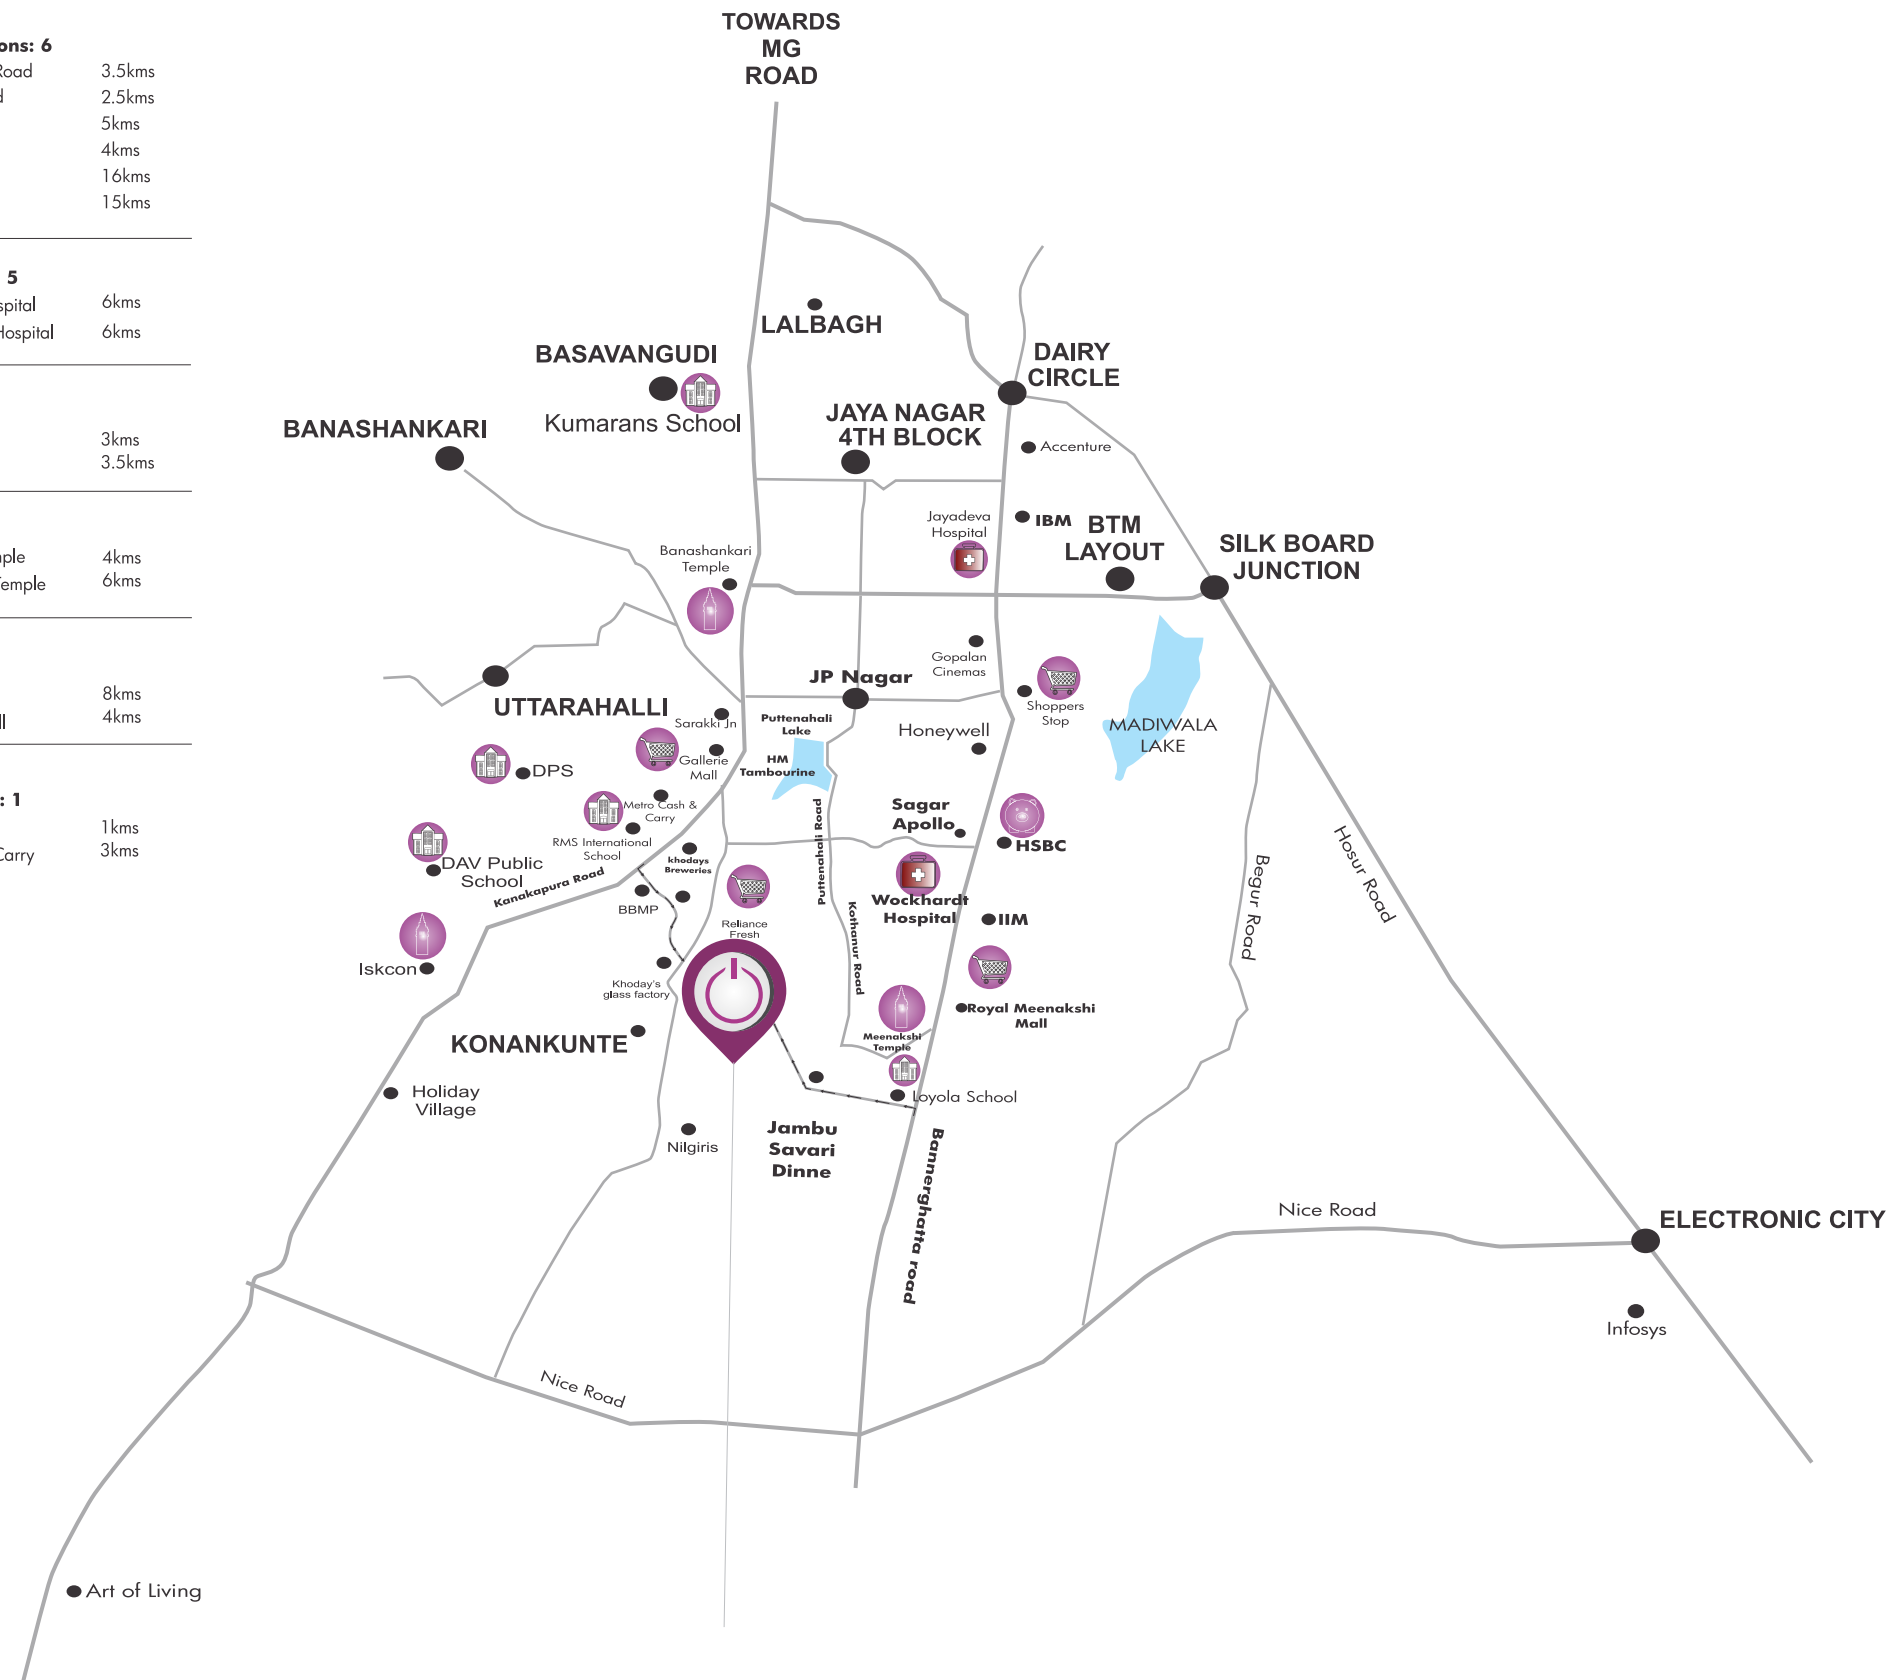 ons: 6
Road 3.5kms
d 2.5kms
5kms
4kms
16kms
15kms
5
spital 6kms
Hospital 6kms
3kms
3.5kms
nple 4kms
Temple 6kms
8kms
ll 4kms
: 1
1kms
Carry 3kms
TOWARDS
MG
ROAD
LALBAGH
BASAVANGUDI
Kumarans School
DAIRY
CIRCLE
JAYA NAGAR
4TH BLOCK
BANASHANKARI
Accenture
Jayadeva
Hospital
IBM
BTM
LAYOUT
SILK BOARD
JUNCTION
Banashankari
Temple
Gopalan
Cinemas
JP Nagar
UTTARAHALLI
Sarakki Jn
Puttenahali
Lake
Shoppers
Stop
MADIWALA
LAKE
Honeywell
Gallerie
Mall
HM
Tambourine
DPS
Metro Cash &
Carry
RMS International
School
Sagar
Apollo
HSBC
DAV Public
School
Kanakapura Road
khodays
Breweries
Puttenahali Road
Hosur Road
Begur Road
BBMP
Reliance
Fresh
Wockhardt
Hospital
IIM
Kothanur Road
Iskcon
Khoday's
glass factory
Royal Meenakshi
Mall
Meenakshi
Temple
KONANKUNTE
Holiday
Village
Loyola School
Nilgiris
Jambu
Savari
Dinne
Bannerghatta road
Nice Road
ELECTRONIC CITY
Infosys
Nice Road
Art of Living